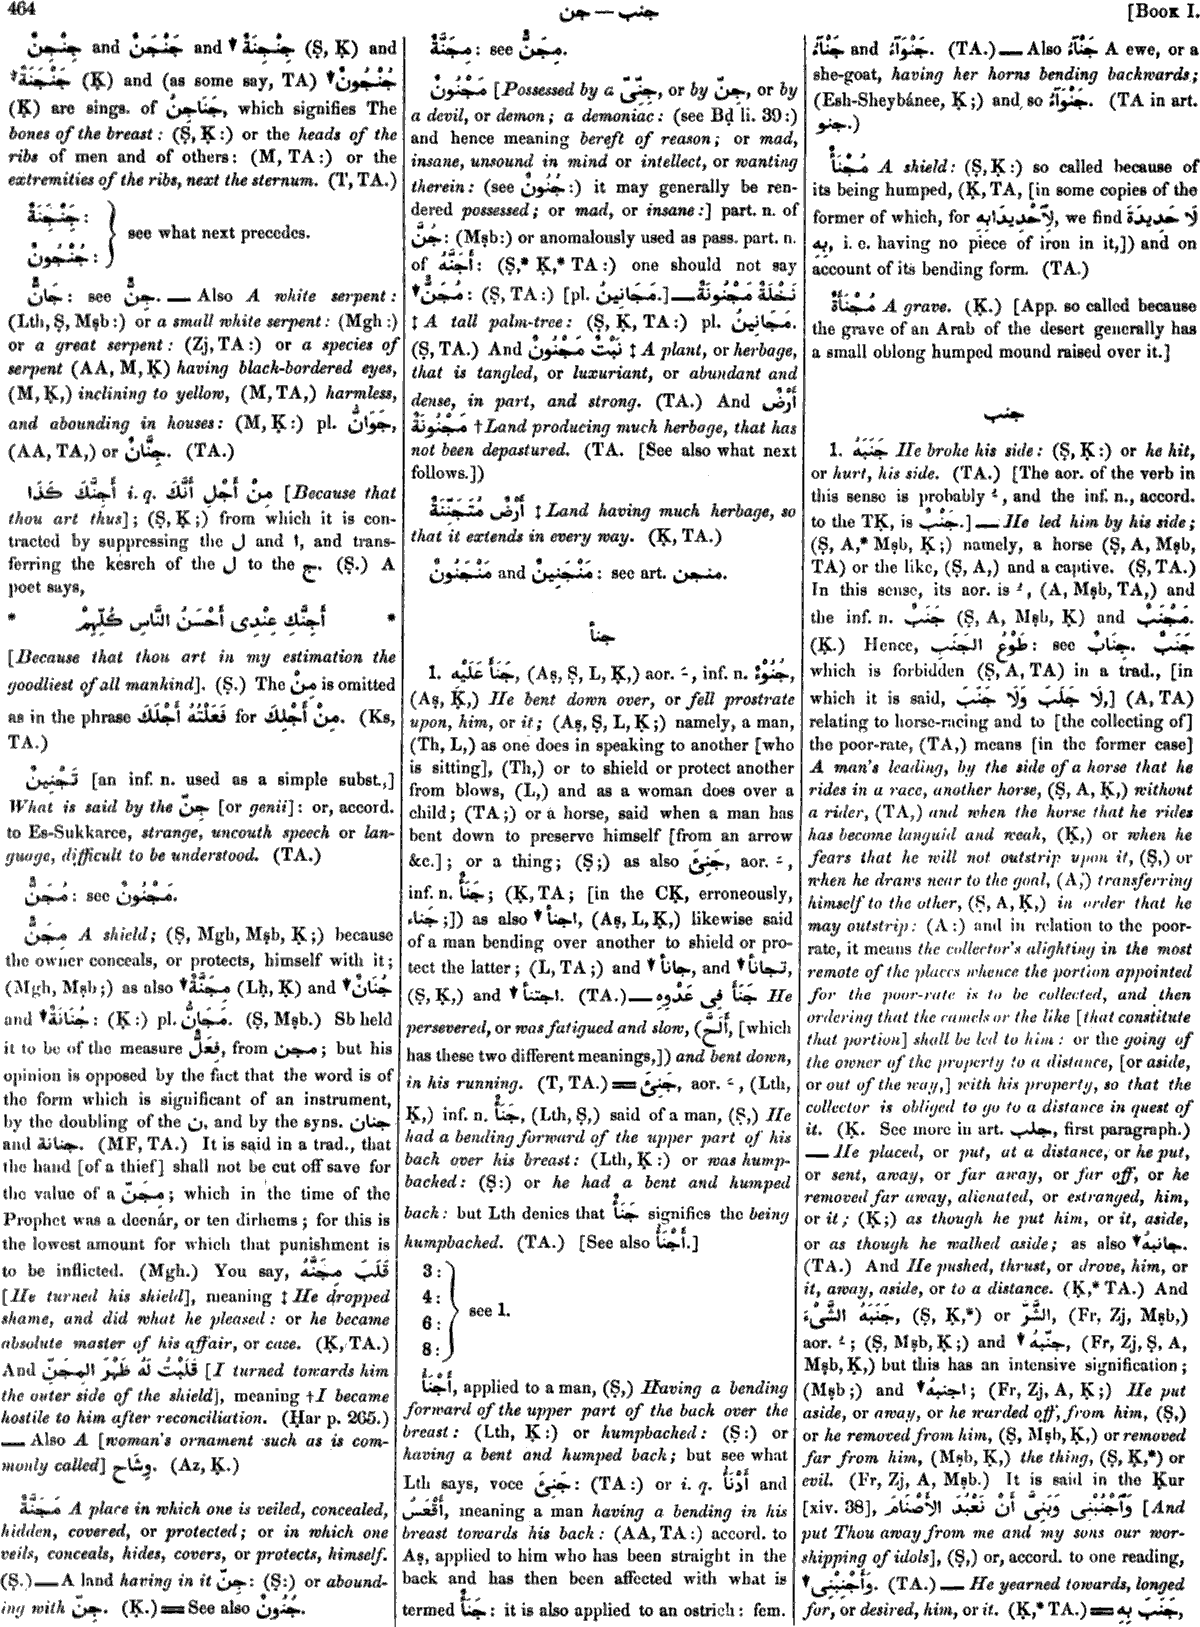 464
جنب — جن
[BOOK I.
جِنْجِنٌ and جَنْجَنٌ and ▼ جِنْجِنَةٌ (Ṣ, Ḳ) and
▼ جَنْجَنَةٌ (Ḳ) and (as some say, TA) ▼ جُنْجُونٌ
(Ḳ) are sings. of جَنَاجِنُ, which signifies The
bones of the breast: (Ṣ, Ḳ:) or the heads of the
ribs of men and of others: (M, TA:) or the
extremities of the ribs, next the sternum. (T, TA.)
جَنْجَنَةٌ :
جُنْجُونٌ :
see what next precedes.
جَانٌّ : see جِنٌّ. — Also A white serpent:
(Lth, Ṣ, Mṣb:) or a small white serpent: (Mgh:)
or a great serpent: (Zj, TA:) or a species of
serpent (AA, M, Ḳ) having black-bordered eyes,
(M, Ḳ,) inclining to yellow, (M, TA,) harmless,
and abounding in houses: (M, Ḳ:) pl. جَوَانُّ,
(AA, TA,) or جِنَّانٌ. (TA.)
أَجِنَّكَ كَذَا i. q. مِنْ أَجْلِ أَنَّكَ [Because that
thou art thus]; (Ṣ, Ḳ;) from which it is con-
tracted by suppressing the ل and ا, and trans-
ferring the kesreh of the ل to the ج. (Ṣ.) A
poet says,
* أَجِنَّكِ عِنْدِى أَحْسَنُ النَّاسِ كُلِّهِمْ *
[Because that thou art in my estimation the
goodliest of all mankind]. (Ṣ.) The مِنْ is omitted
as in the phrase فَعَلْتُهُ أَجْلَكَ for مِنْ أَجْلِكَ. (Ks,
TA.)
تَجْنِينٌ [an inf. n. used as a simple subst.,]
What is said by the جِنّ [or genii]: or, accord.
to Es-Sukkaree, strange, uncouth speech or lan-
guage, difficult to be understood. (TA.)
مُجَنٌّ : see مَجْنُونٌ.
مِجَنٌّ A shield; (Ṣ, Mgh, Mṣb, Ḳ;) because
the owner conceals, or protects, himself with it;
(Mgh, Mṣb;) as also ▼ مِجَنَّةٌ (Lḥ, Ḳ) and ▼ جُنَانٌ
and ▼ جُنَانَةٌ: (Ḳ:) pl. مَجَانُّ. (Ṣ, Mṣb.) Sb held
it to be of the measure فِعَلٌّ, from مجن; but his
opinion is opposed by the fact that the word is of
the form which is significant of an instrument,
by the doubling of the ن, and by the syns. جنان
and جنانة. (MF, TA.) It is said in a trad., that
the hand [of a thief] shall not be cut off save for
the value of a مِجَنّ; which in the time of the
Prophet was a deenár, or ten dirhems; for this is
the lowest amount for which that punishment is
to be inflicted. (Mgh.) You say, قَلَبَ مِجَنَّهُ
[He turned his shield], meaning ‡ He dropped
shame, and did what he pleased: or he became
absolute master of his affair, or case. (Ḳ, TA.)
And قَلَبْتُ لَهُ ظَهْرَ المِجَنِّ [I turned towards him
the outer side of the shield], meaning † I became
hostile to him after reconciliation. (Ḥar p. 265.)
— Also A [woman's ornament such as is com-
monly called] وِشَاح. (Az, Ḳ.)
مَجَنَّةٌ A place in which one is veiled, concealed,
hidden, covered, or protected; or in which one
veils, conceals, hides, covers, or protects, himself.
(Ṣ.) — A land having in it جِنّ: (Ṣ:) or abound-
ing with جِنّ. (Ḳ.) = See also جُنُونٌ.
مِجَنَّةٌ: see مِجَنٌّ.
مَجْنُونٌ [Possessed by a جِنِّىّ, or by جِنّ, or by
a devil, or demon; a demoniac: (see Bḍ li. 39:)
and hence meaning bereft of reason; or mad,
insane, unsound in mind or intellect, or wanting
therein: (see جُنُونٌ:) it may generally be ren-
dered possessed; or mad, or insane:] part. n. of
جُنَّ: (Mṣb:) or anomalously used as pass. part. n.
of أَجَنَّهُ: (Ṣ,* Ḳ,* TA:) one should not say
▼ مُجَنٌّ: (Ṣ, TA:) [pl. مَجَانِينُ.] — نَخْلَةٌ مَجْنُونَةٌ
‡ A tall palm-tree: (Ṣ, Ḳ, TA:) pl. مَجَانِينُ.
(Ṣ, TA.) And نَبْتٌ مَجْنُونٌ ‡ A plant, or herbage,
that is tangled, or luxuriant, or abundant and
dense, in part, and strong. (TA.) And أَرْضٌ
مَجْنُونَةٌ † Land producing much herbage, that has
not been depastured. (TA. [See also what next
follows.])
أَرْضٌ مُتَجَنِّنَةٌ ‡ Land having much herbage, so
that it extends in every way. (Ḳ, TA.)
مَنْجَنُونٌ and مَنْجَنِينٌ: see art. منجن.
جنأ
1. جَنَأَ عَلَيْهِ, (Aṣ, Ṣ, L, Ḳ,) aor. ـَ, inf. n. جُنُوْءٌ,
(Aṣ, Ḳ,) He bent down over, or fell prostrate
upon, him, or it; (Aṣ, Ṣ, L, Ḳ;) namely, a man,
(Th, L,) as one does in speaking to another [who
is sitting], (Th,) or to shield or protect another
from blows, (L,) and as a woman does over a
child; (TA;) or a horse, said when a man has
bent down to preserve himself [from an arrow
&c.]; or a thing; (Ṣ;) as also جَنِئَ, aor. ـَ,
inf. n. جَنَأٌ; (Ḳ, TA; [in the CḲ, erroneously,
جَنَاء;]) as also ▼ اجنأ, (Aṣ, L, Ḳ,) likewise said
of a man bending over another to shield or pro-
tect the latter; (L, TA;) and ▼ جانأ, and ▼ تجانأ,
(Ṣ, Ḳ,) and ▼ اجتنأ. (TA.) — جَنَأَ فِى عَدْوِهِ He
persevered, or was fatigued and slow, (أَلَحَّ, [which
has these two different meanings,]) and bent down,
in his running. (T, TA.) = جَنِئَ, aor. ـَ, (Lth,
Ḳ,) inf. n. جَنَأٌ, (Lth, Ṣ,) said of a man, (Ṣ,) He
had a bending forward of the upper part of his
back over his breast: (Lth, Ḳ:) or was hump-
backed: (Ṣ:) or he had a bent and humped
back: but Lth denies that جَنَأٌ signifies the being
humpbacked. (TA.) [See also أَجْنَأُ.]
3:
4:
6:
8:
see 1.
أَجْنَأُ, applied to a man, (Ṣ,) Having a bending
forward of the upper part of the back over the
breast: (Lth, Ḳ:) or humpbacked: (Ṣ:) or
having a bent and humped back; but see what
Lth says, voce جَنِئَ: (TA:) or i. q. أَدْنَأُ and
أَقْعَسُ, meaning a man having a bending in his
breast towards his back: (AA, TA:) accord. to
Aṣ, applied to him who has been straight in the
back and has then been affected with what is
termed جَنَأٌ: it is also applied to an ostrich: fem.
جَنْآءُ and جَنْوَآءُ. (TA.) — Also جَنْآءُ A ewe, or a
she-goat, having her horns bending backwards;
(Esh-Sheybánee, Ḳ;) and so جَنْوَآءُ. (TA in art.
جنو.)
مُجْنَأٌ A shield: (Ṣ, Ḳ:) so called because of
its being humped, (Ḳ, TA, [in some copies of the
former of which, for لِاحْدِيدَابِهِ, we find لَا حَدِيدَةَ
بِهِ, i. e. having no piece of iron in it,]) and on
account of its bending form. (TA.)
مُجْنَأَةٌ A grave. (Ḳ.) [App. so called because
the grave of an Arab of the desert generally has
a small oblong humped mound raised over it.]
جنب
1. جَنَبَهُ He broke his side: (Ṣ, Ḳ:) or he hit,
or hurt, his side. (TA.) [The aor. of the verb in
this sense is probably ـُ, and the inf. n., accord.
to the TḲ, is جَنْبٌ.] — He led him by his side;
(Ṣ, A,* Mṣb, Ḳ;) namely, a horse (Ṣ, A, Mṣb,
TA) or the like, (Ṣ, A,) and a captive. (Ṣ, TA.)
In this sense, its aor. is ـُ, (A, Mṣb, TA,) and
the inf. n. جَنَبٌ (Ṣ, A, Mṣb, Ḳ) and مَجْنَبٌ.
(Ḳ.) Hence, طَوْعُ الجَنَبِ: see جِنَابٌ. جَنَبٌ
which is forbidden (Ṣ, A, TA) in a trad., [in
which it is said, لَا جَلَبَ وَلَا جَنَبَ,] (A, TA)
relating to horse-racing and to [the collecting of]
the poor-rate, (TA,) means [in the former case]
A man's leading, by the side of a horse that he
rides in a race, another horse, (Ṣ, A, Ḳ,) without
a rider, (TA,) and when the horse that he rides
has become languid and weak, (Ḳ,) or when he
fears that he will not outstrip upon it, (Ṣ,) or
when he draws near to the goal, (A,) transferring
himself to the other, (Ṣ, A, Ḳ,) in order that he
may outstrip: (A:) and in relation to the poor-
rate, it means the collector's alighting in the most
remote of the places whence the portion appointed
for the poor-rate is to be collected, and then
ordering that the camels or the like [that constitute
that portion] shall be led to him: or the going of
the owner of the property to a distance, [or aside,
or out of the way,] with his property, so that the
collector is obliged to go to a distance in quest of
it. (Ḳ. See more in art. جلب, first paragraph.)
— He placed, or put, at a distance, or he put,
or sent, away, or far away, or far off, or he
removed far away, alienated, or estranged, him,
or it; (Ḳ;) as though he put him, or it, aside,
or as though he walked aside; as also ▼ جانبهُ.
(TA.) And He pushed, thrust, or drove, him, or
it, away, aside, or to a distance. (Ḳ,* TA.) And
جَنَبَهُ الشَّىْءَ, (Ṣ, Ḳ,*) or الشَّرَّ, (Fr, Zj, Mṣb,)
aor. ـُ; (Ṣ, Mṣb, Ḳ;) and ▼ جَنَّبَهُ, (Fr, Zj, Ṣ, A,
Mṣb, Ḳ,) but this has an intensive signification;
(Mṣb;) and ▼ اجنبهُ; (Fr, Zj, A, Ḳ;) He put
aside, or away, or he warded off, from him, (Ṣ,)
or he removed from him, (Ṣ, Mṣb, Ḳ,) or removed
far from him, (Mṣb, Ḳ,) the thing, (Ṣ, Ḳ,*) or
evil. (Fr, Zj, A, Mṣb.) It is said in the Ḳur
[xiv. 38], وَٱجْنُبْنِى وَبَنِىَّ أَنْ نَعْبُدَ الأَصْنَامَ [And
put Thou away from me and my sons our wor-
shipping of idols], (Ṣ,) or, accord. to one reading,
▼ وَأَجْنِبْنِى. (TA.) — He yearned towards, longed
for, or desired, him, or it. (Ḳ,* TA.) = جَنَبَ بِهِ,